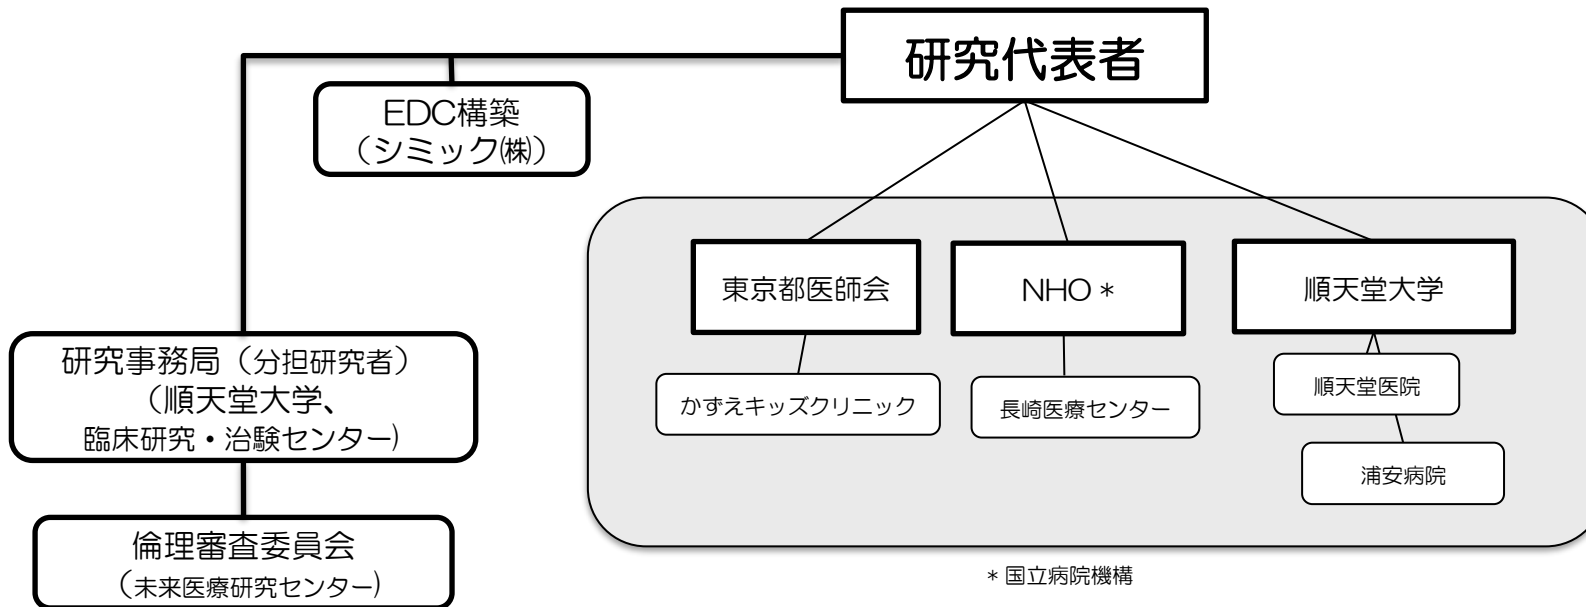 研究代表者
EDC構築
（シミック㈱）
東京都医師会
NHO *
順天堂大学
研究事務局（分担研究者）
（順天堂大学、
臨床研究・治験センター)
かずえキッズクリニック
長崎医療センター
順天堂医院
浦安病院
倫理審査委員会
（未来医療研究センター)
* 国立病院機構